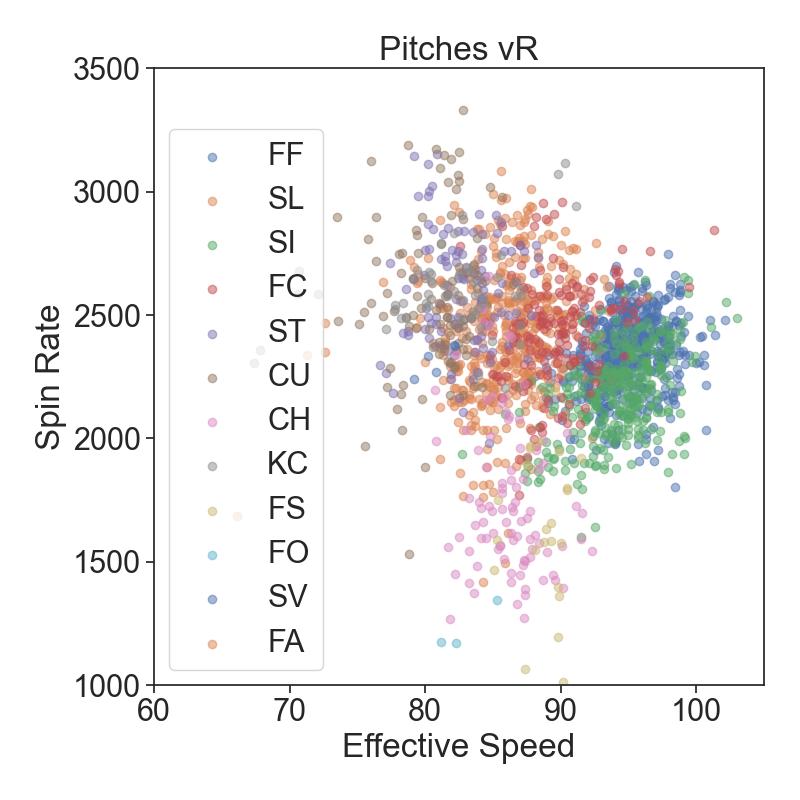 Pitches vR
3500
3000
2500
2000
1500
1000
Spin Rate
FF
SL
SI
FC
ST
CU
CH
KC
FS
FO
SV
FA
60
70
80
90
100
Effective Speed